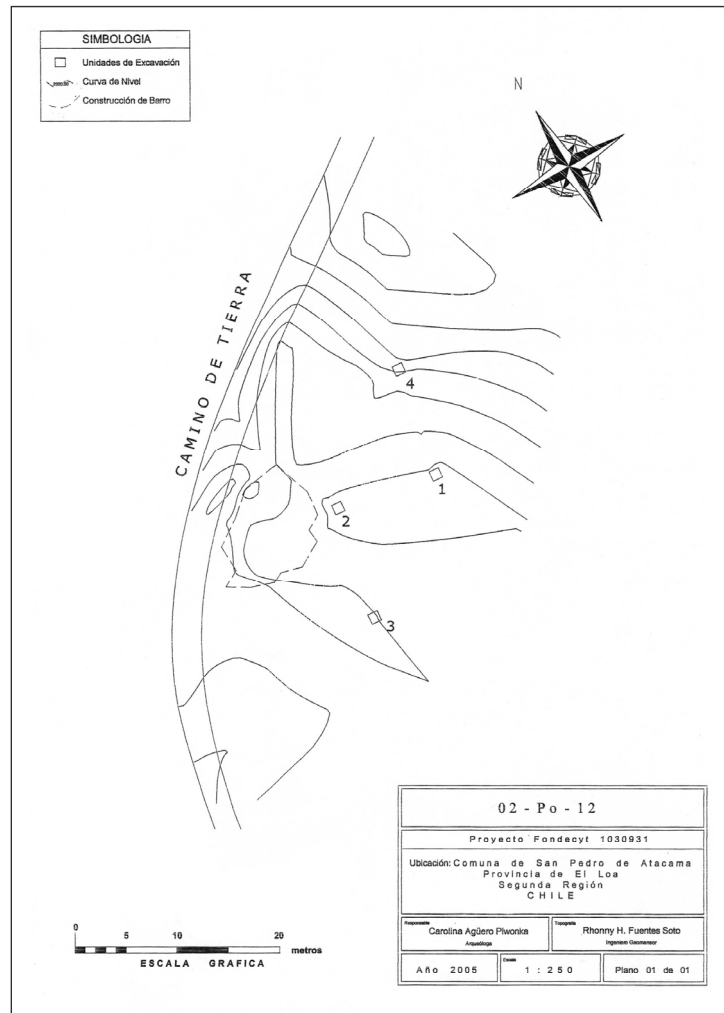 SIMBOLOGIA
Unidades de Excavación
Curva de Nivel
Construcción de Barro
N
CAMINO DE TIERRA
4
1
2
3
02-Po-12
Proyecto Fondecyt 1030931
Ubicación: Comuna de San Pedro de Atacama
Provincia de El Loa
Segunda Región
CHILE
Responsable
Carolina Agüero Piwonka
Arqueóloga
Topografía
Rhonny H. Fuentes Soto
Ingeniero Geomensor
Año 2005
Escala
1 : 250
Plano 01 de 01
0 5 10 20
metros
ESCALA GRAFICA